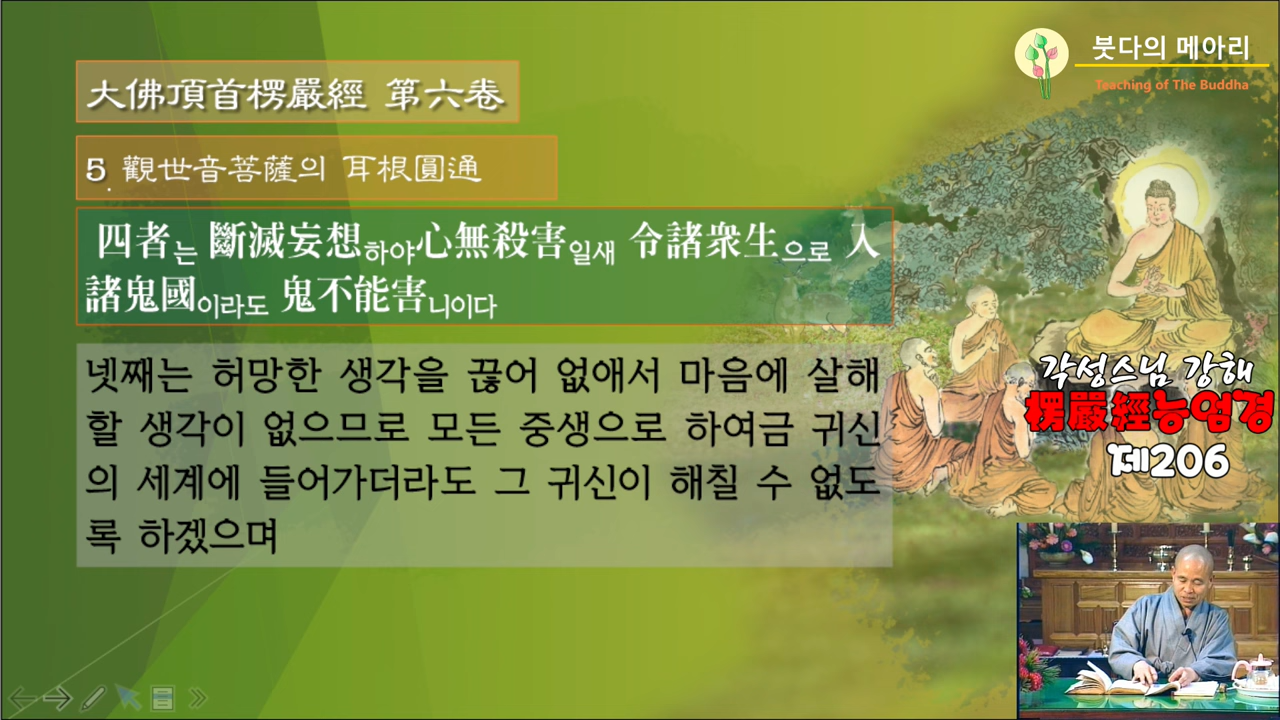 大佛頂首楞嚴經 第六卷
5. 觀世音菩薩의 耳根圓通
四者는 斷滅妄想하야心無殺害일새 令諸衆生으로 入
諸鬼國이라도 鬼不能害니이다
넷째는 허망한 생각을 끊어 없애서 마음에 살해
할 생각이 없으므로 모든 중생으로 하여금 귀신
의 세계에 들어가더라도 그 귀신이 해칠 수 없도
록 하겠으며
붓다의 메아리
Teaching of The Buddha
각성스님 강해
楞嚴經능엄경
제206